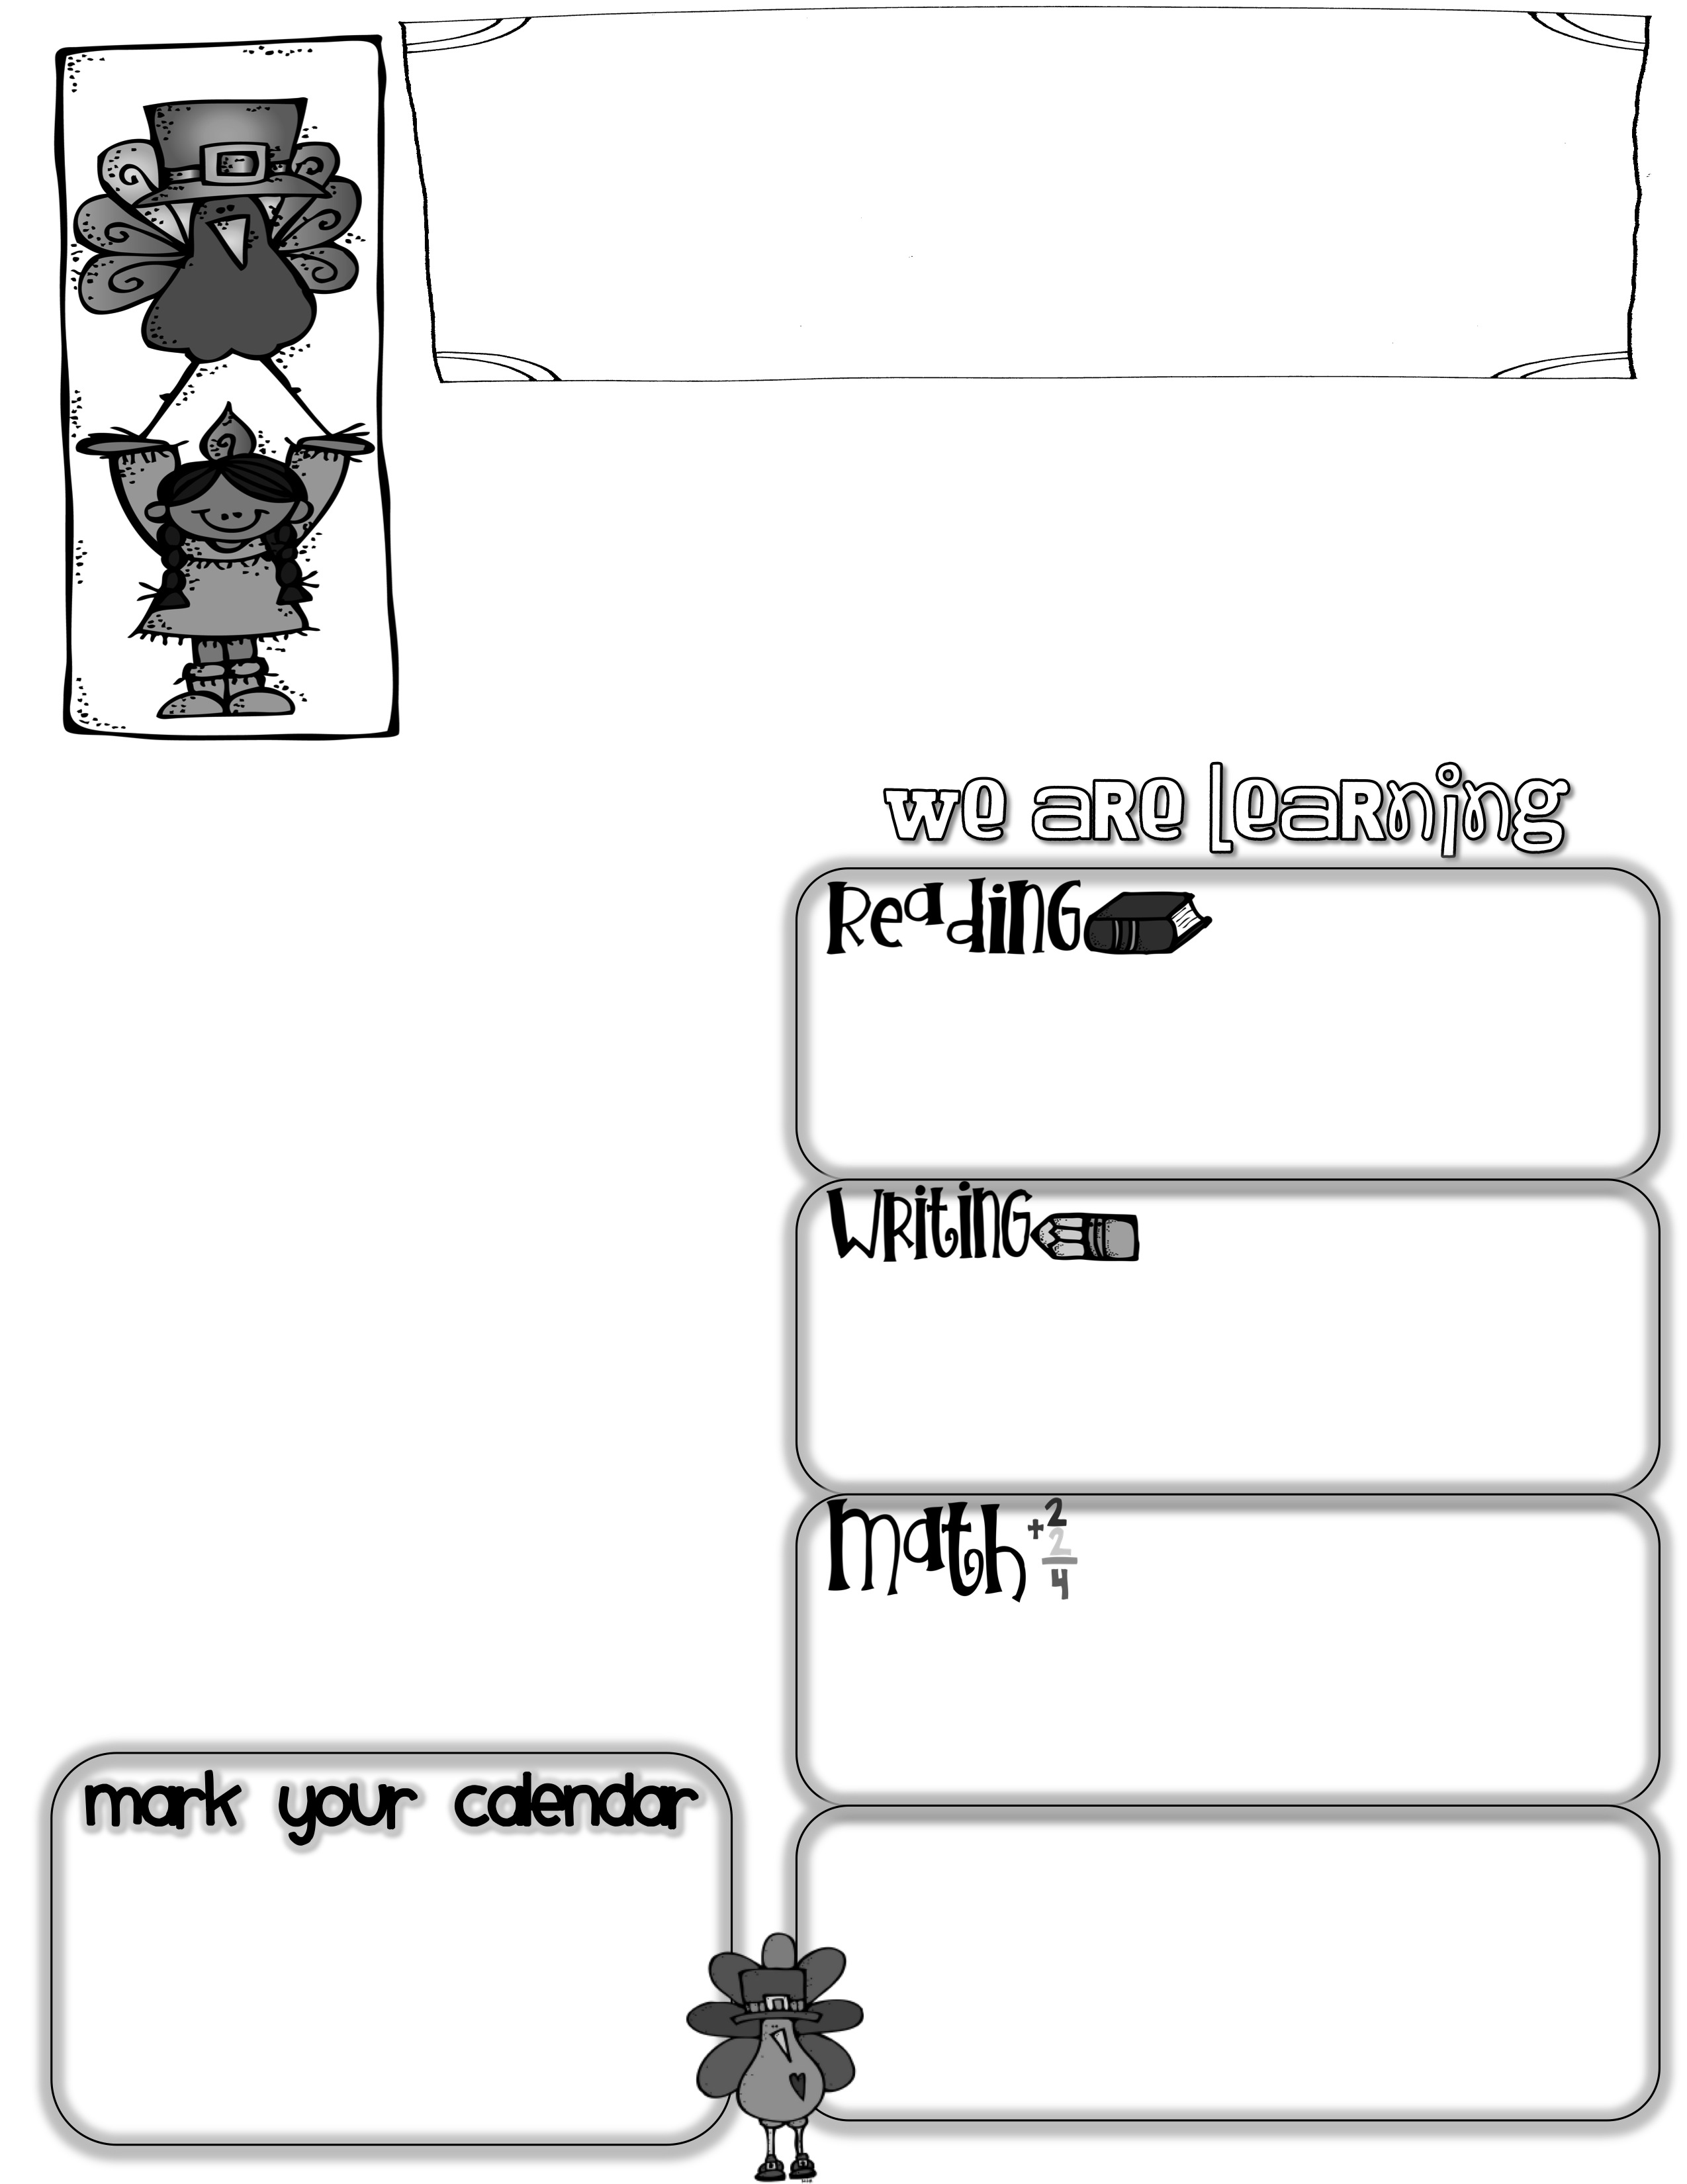 we are learning
Reading
Writing
math
+2
2
4
mark your calendar